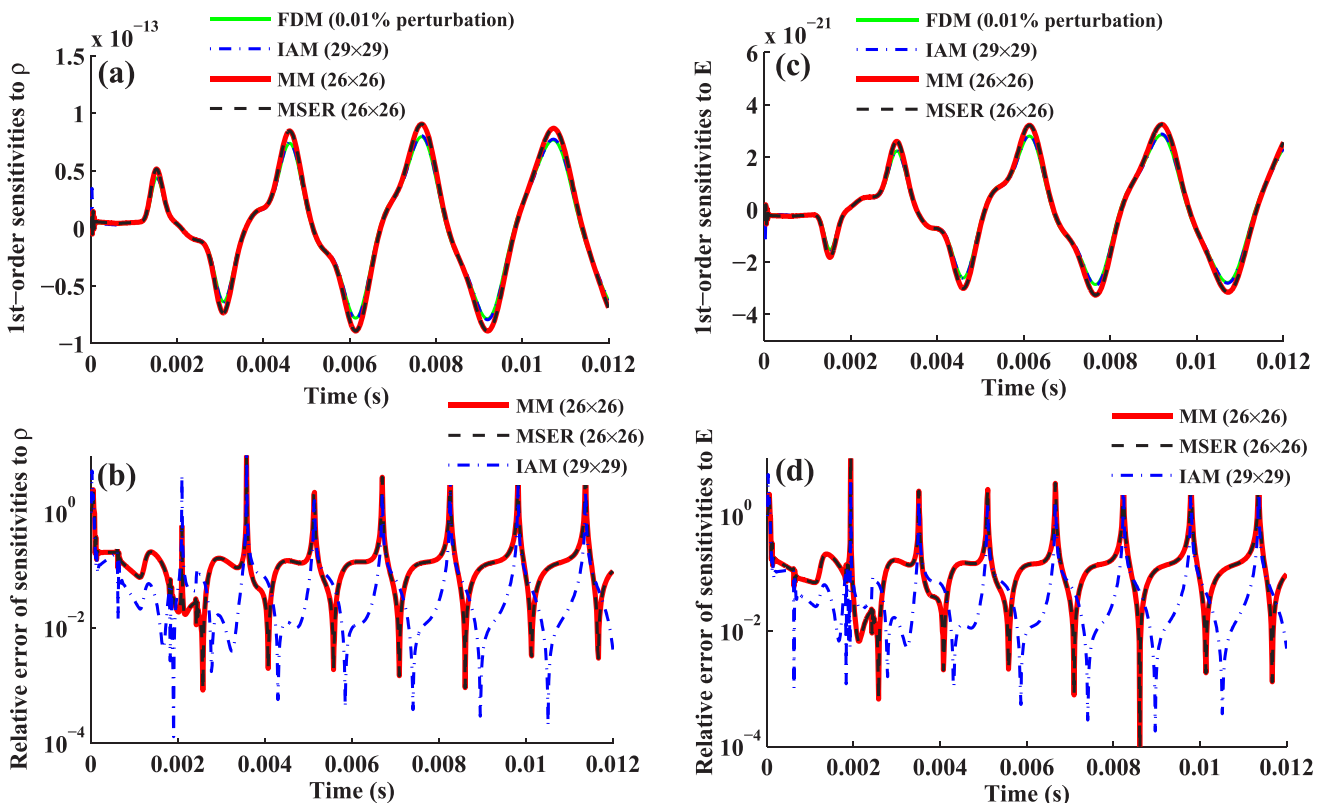 FDM (0.01% perturbation)
IAM (29×29)
MM (26×26)
MSER (26×26)
x 10⁻¹³
(a)
1.5
1
0.5
0
−0.5
−1
1st−order sensitivities to ρ
0 0.002 0.004 0.006 0.008 0.01 0.012
Time (s)
FDM (0.01% perturbation)
IAM (29×29)
MM (26×26)
MSER (26×26)
x 10⁻²¹
(c)
6
4
2
0
−2
−4
1st−order sensitivities to E
0 0.002 0.004 0.006 0.008 0.01 0.012
Time (s)
MM (26×26)
MSER (26×26)
IAM (29×29)
(b)
10⁰
10⁻²
10⁻⁴
Relative error of sensivities to ρ
0 0.002 0.004 0.006 0.008 0.01 0.012
Time (s)
MM (26×26)
MSER (26×26)
IAM (29×29)
(d)
10⁰
10⁻²
10⁻⁴
Relative error of sensivities to E
0 0.002 0.004 0.006 0.008 0.01 0.012
Time (s)